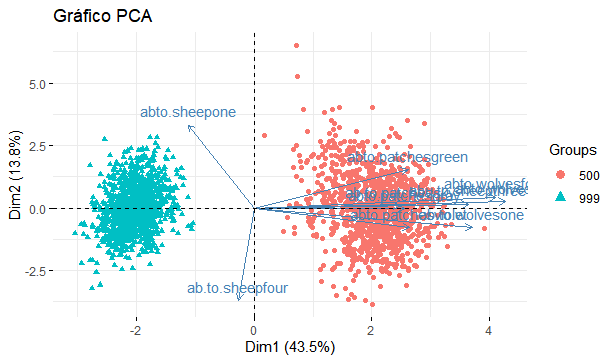 Gráfico PCA
abto.sheepone
abto.patchesgreen
abto.wolvesone
ab.to.sheepfour
5.0
2.5
0.0
-2.5
-2
0
2
4
Dim1 (43.5%)
Dim2 (13.8%)
Groups
500
999